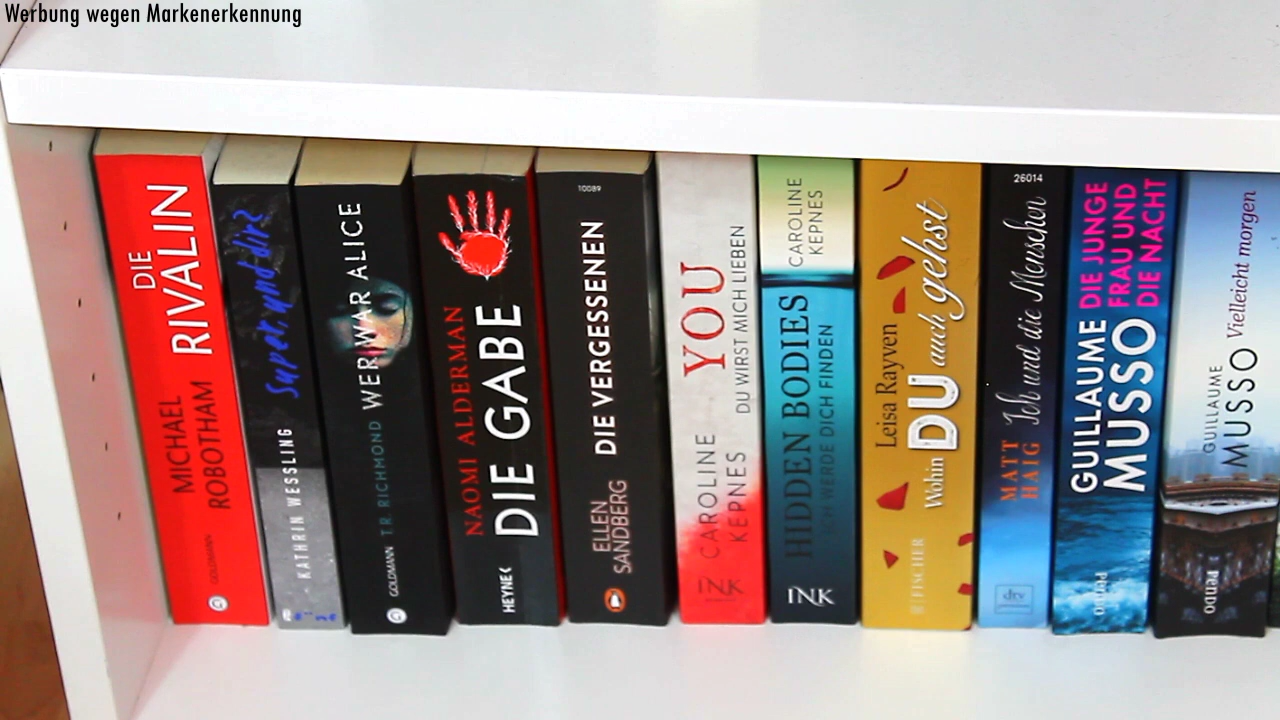 Werbung wegen Markenerkennung
MICHAEL
ROBOTHAM
DIE
RIVALIN
GOLDMANN
KATHRIN WESSLING
Super, und dir?
GOLDMANN
T.R. RICHMOND WER WAR ALICE
HEYNE
NAOMI ALDERMAN
DIE GABE
10089
ELLEN
SANDBERG
DIE VERGESSENEN
CAROLINE
KEPNES
YOU
DU WIRST MICH LIEBEN
INK
CAROLINE
KEPNES
HIDDEN BODIES
ICH WERDE DICH FINDEN
INK
Leisa Rayven
Wohin DU auch gehst
FISCHER
26014
MATT
HAIG
Ich und die Menschen
dtv
GUILLAUME
MUSSO
DIE JUNGE
FRAU UND
DIE NACHT
Pendo
GUILLAUME
MUSSO
Vielleicht morgen
Pendo